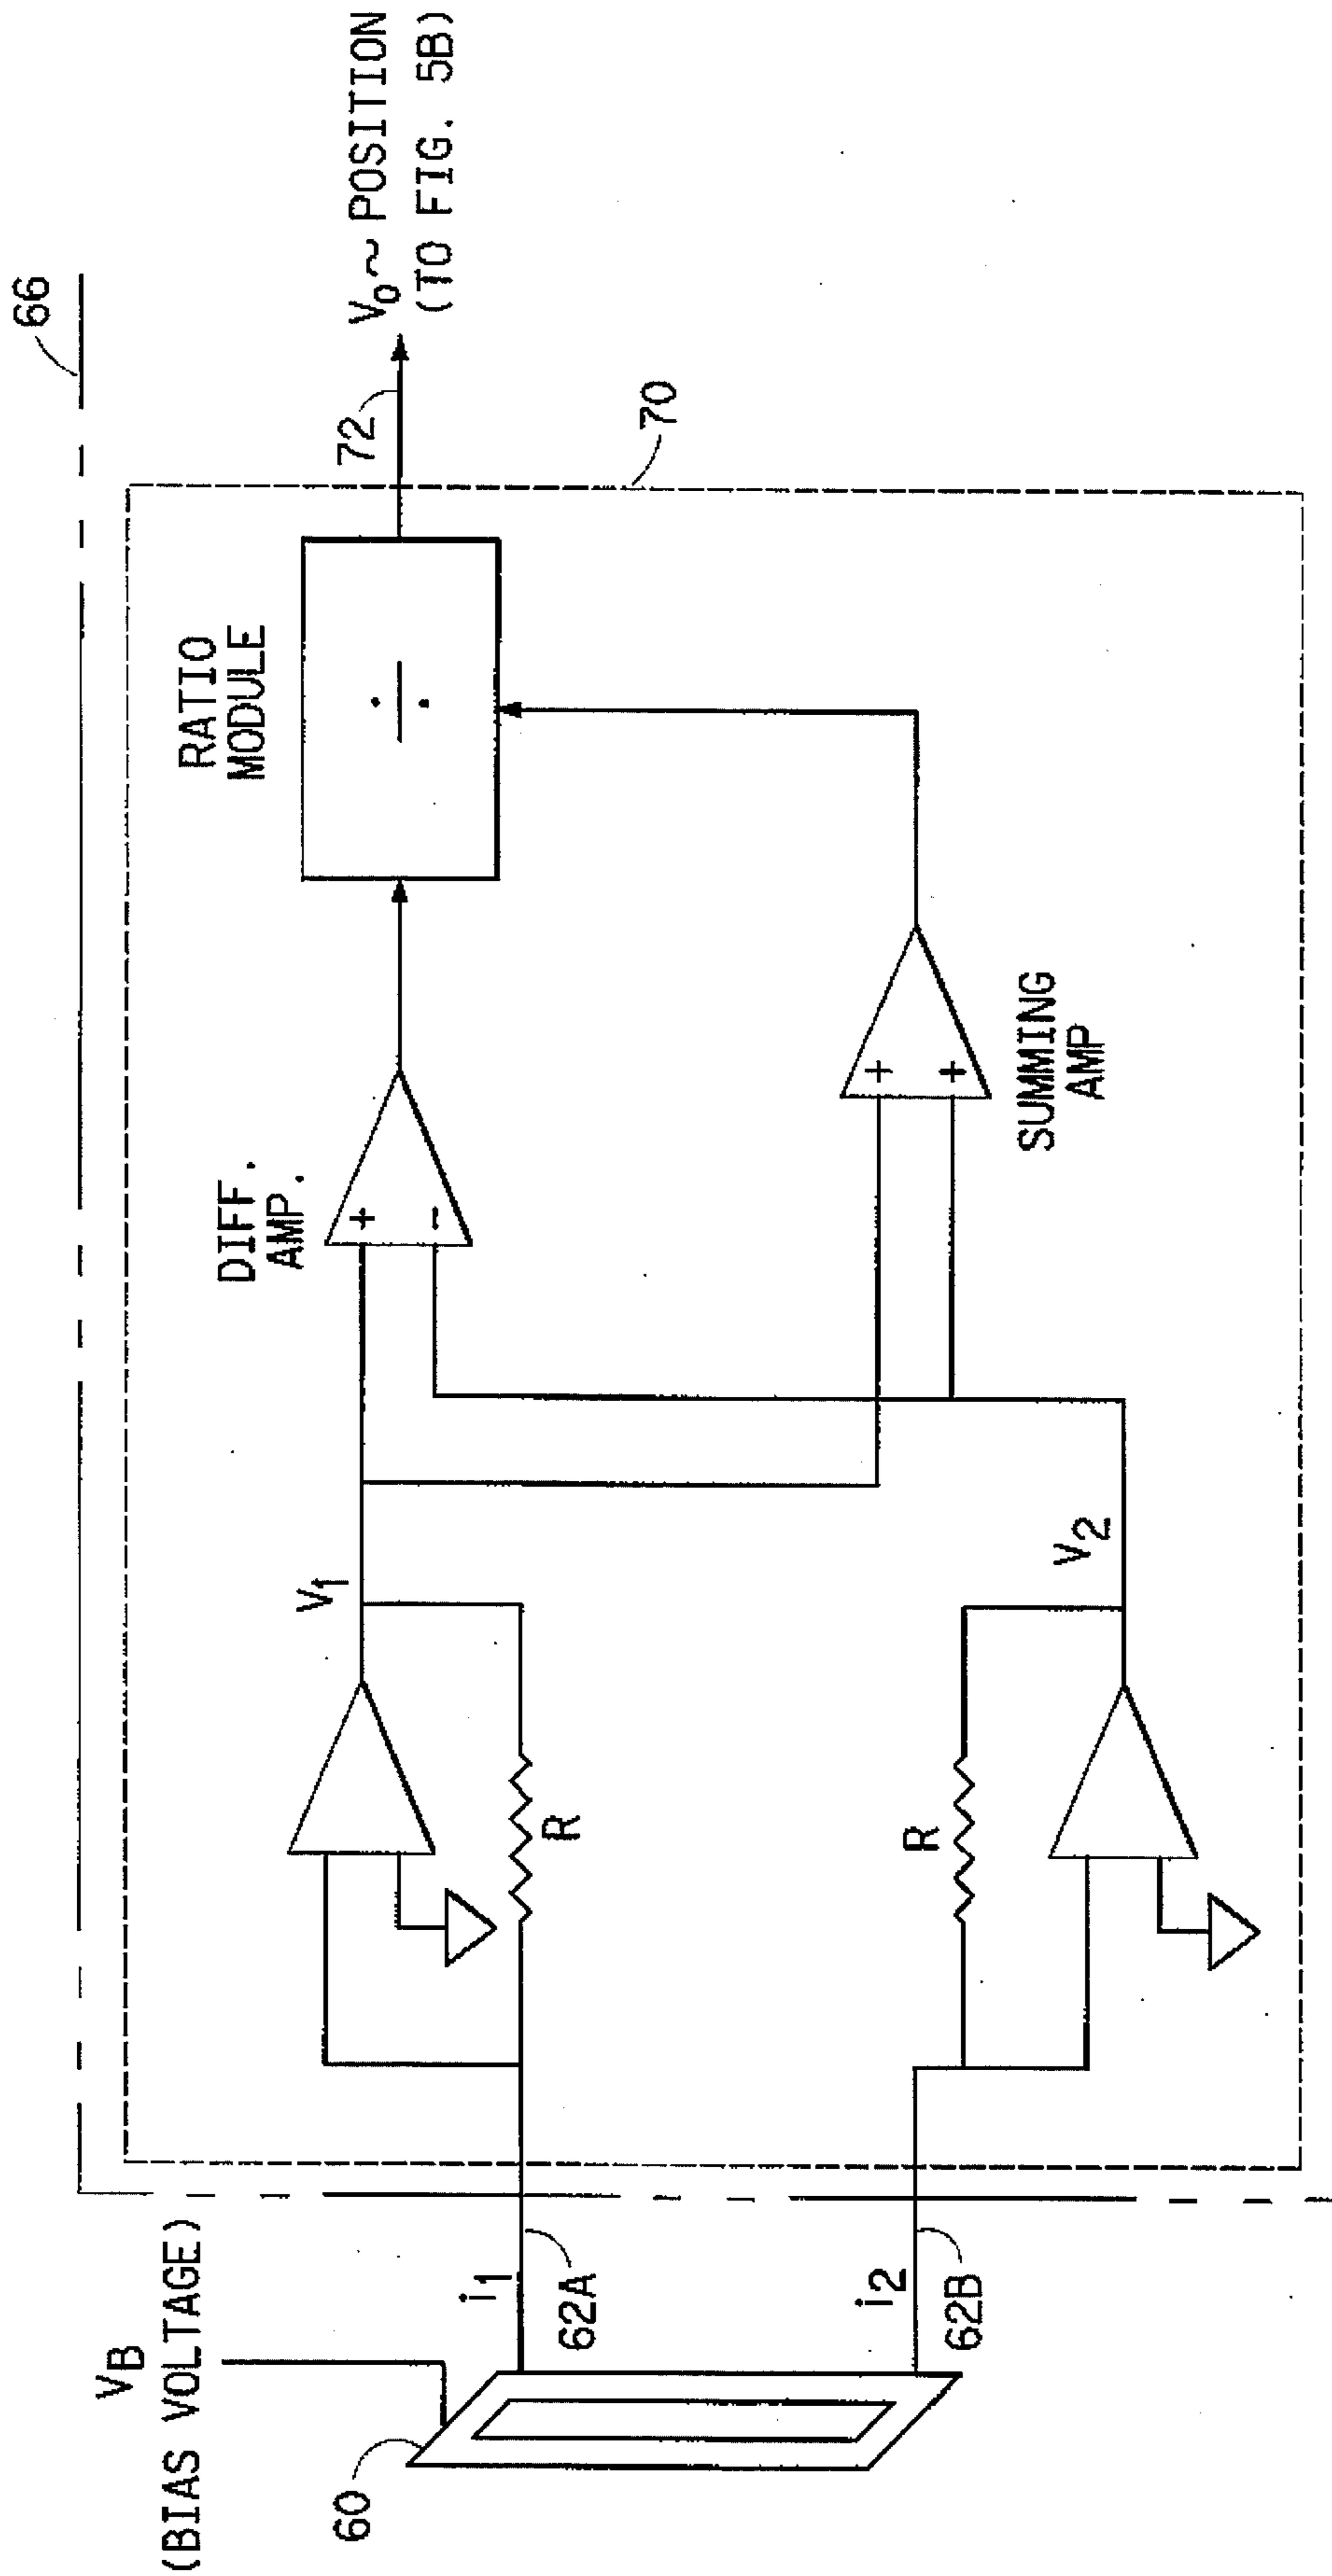 66
V₀ ~ POSITION
(TO FIG. 5B)
72
70
RATIO
MODULE
÷
DIFF.
AMP.
+
-
+
+
SUMMING
AMP
V₁
V₂
R
R
VB
(BIAS VOLTAGE)
i₁
62A
i₂
62B
60